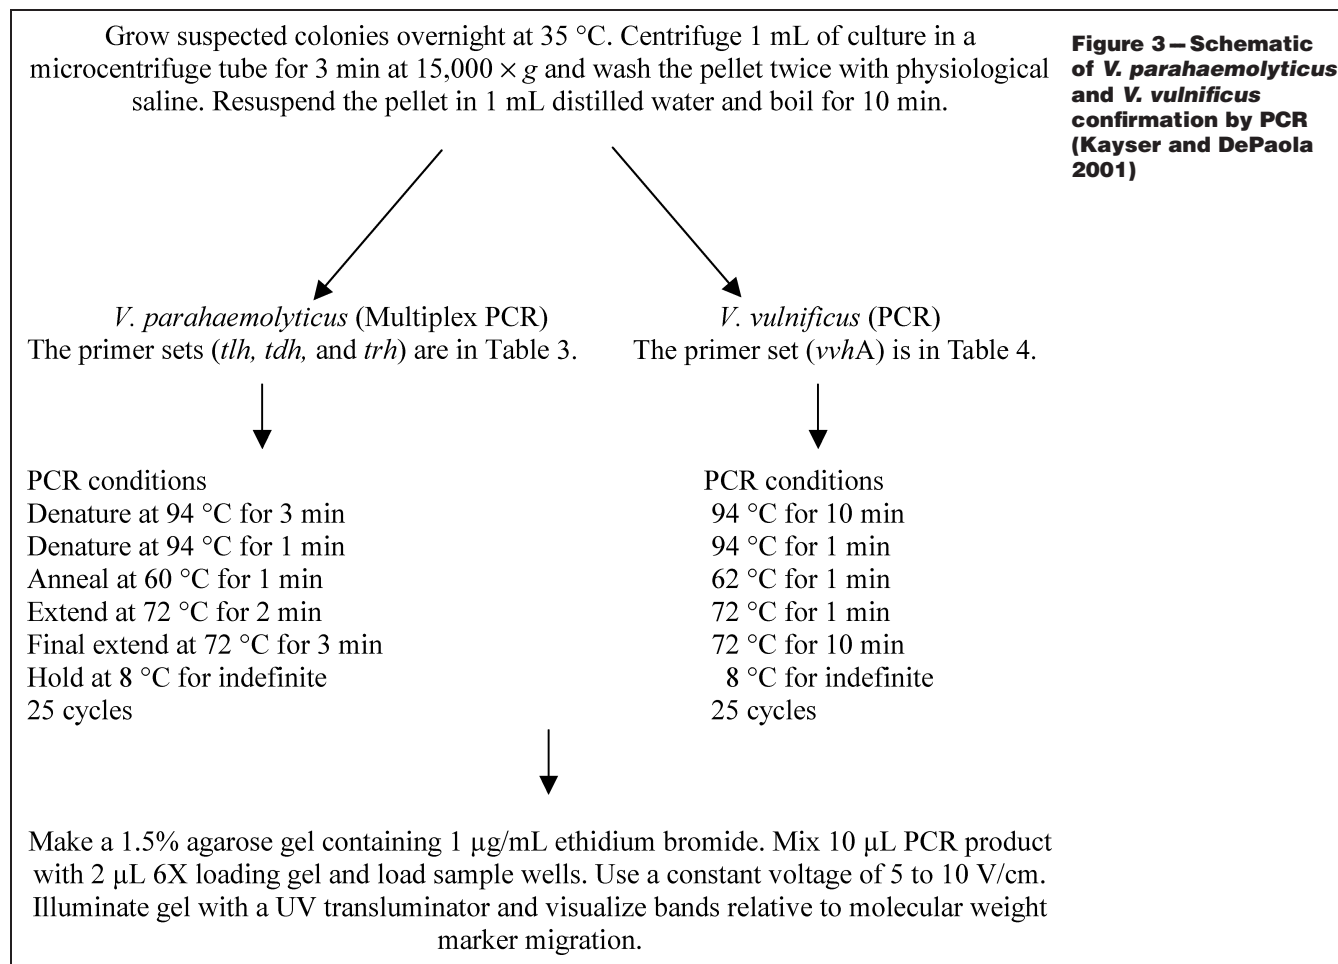 Grow suspected colonies overnight at 35 °C. Centrifuge 1 mL of culture in a
microcentrifuge tube for 3 min at 15,000 × g and wash the pellet twice with physiological
saline. Resuspend the pellet in 1 mL distilled water and boil for 10 min.
Figure 3—Schematic
of V. parahaemolyticus
and V. vulnificus
confirmation by PCR
(Kayser and DePaola
2001)
V. parahaemolyticus (Multiplex PCR)
The primer sets (tlh, tdh, and trh) are in Table 3.
V. vulnificus (PCR)
The primer set (vvhA) is in Table 4.
PCR conditions
Denature at 94 °C for 3 min
Denature at 94 °C for 1 min
Anneal at 60 °C for 1 min
Extend at 72 °C for 2 min
Final extend at 72 °C for 3 min
Hold at 8 °C for indefinite
25 cycles
PCR conditions
94 °C for 10 min
94 °C for 1 min
62 °C for 1 min
72 °C for 1 min
72 °C for 10 min
8 °C for indefinite
25 cycles
Make a 1.5% agarose gel containing 1 µg/mL ethidium bromide. Mix 10 µL PCR product
with 2 µL 6X loading gel and load sample wells. Use a constant voltage of 5 to 10 V/cm.
Illuminate gel with a UV transluminator and visualize bands relative to molecular weight
marker migration.